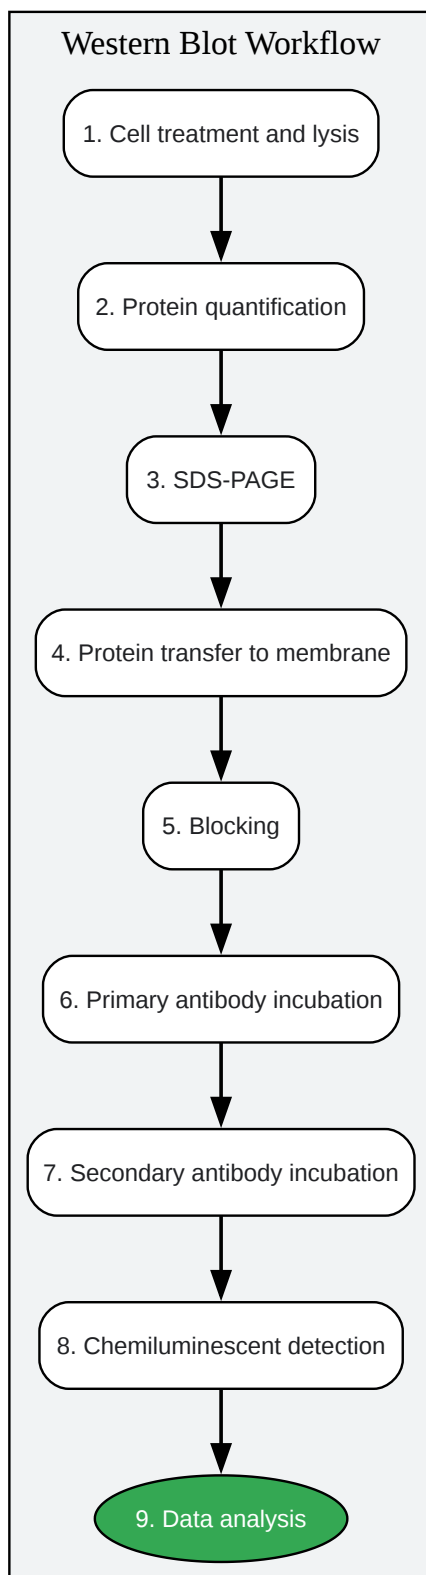 Western Blot Workflow
1. Cell treatment and lysis
2. Protein quantification
3. SDS-PAGE
4. Protein transfer to membrane
5. Blocking
6. Primary antibody incubation
7. Secondary antibody incubation
8. Chemiluminescent detection
9. Data analysis